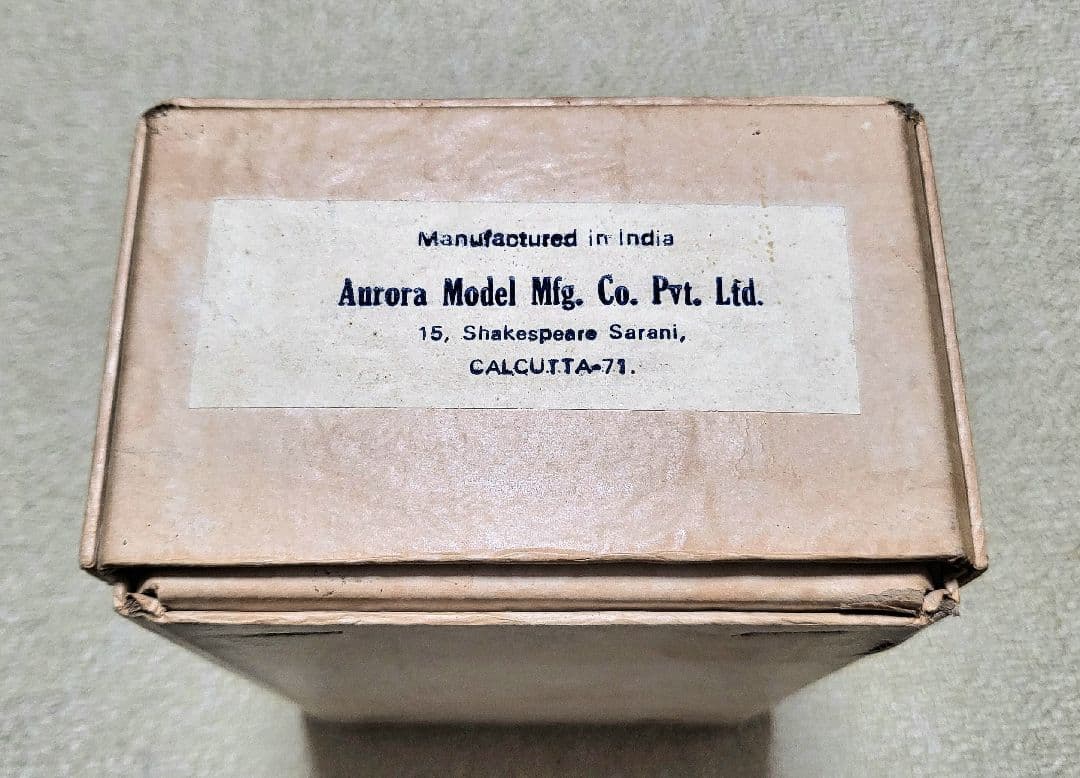 Manufactured in India
Aurora Model Mfg. Co. Pvt. Ltd.
15, Shakespeare Sarani,
CALCUTTA-71.